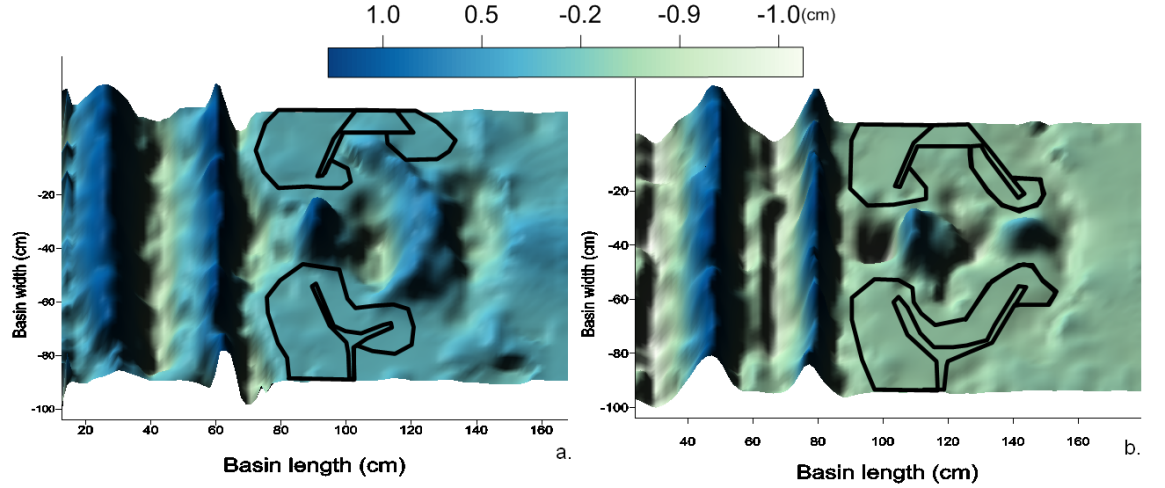 1.0 0.5 -0.2 -0.9 -1.0(cm)
-20
-40
-60
-80
-100
Basin width (cm)
20 40 60 80 100 120 140 160
Basin length (cm)
a.
-20
-40
-60
-80
-100
Basin width (cm)
40 60 80 100 120 140 160
Basin length (cm)
b.